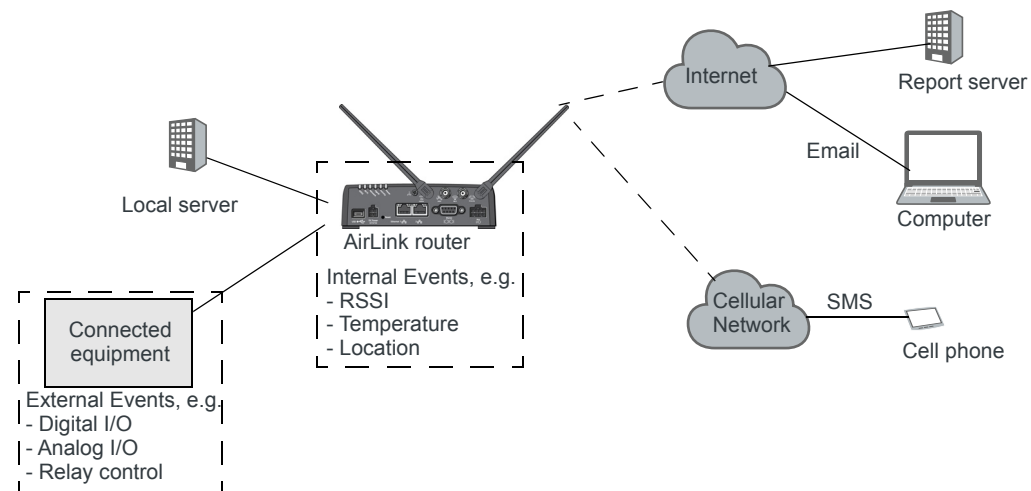 Internet
Report server
Email
Computer
Local server
AirLink router
Internal Events, e.g.
- RSSI
- Temperature
- Location
Cellular
Network
SMS
Cell phone
Connected
equipment
External Events, e.g.
- Digital I/O
- Analog I/O
- Relay control